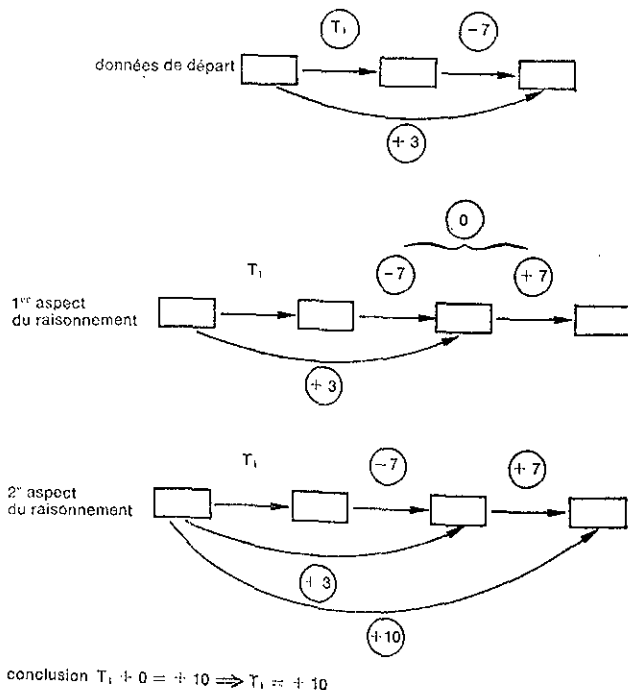 T₁ -7
données de départ
+3
0
T₁ -7 +7
1er aspect
du raisonnement
+3
T₁ -7 +7
2e aspect
du raisonnement
+3
+10
conclusion T₁ + 0 = + 10 ⟹ T₁ = + 10